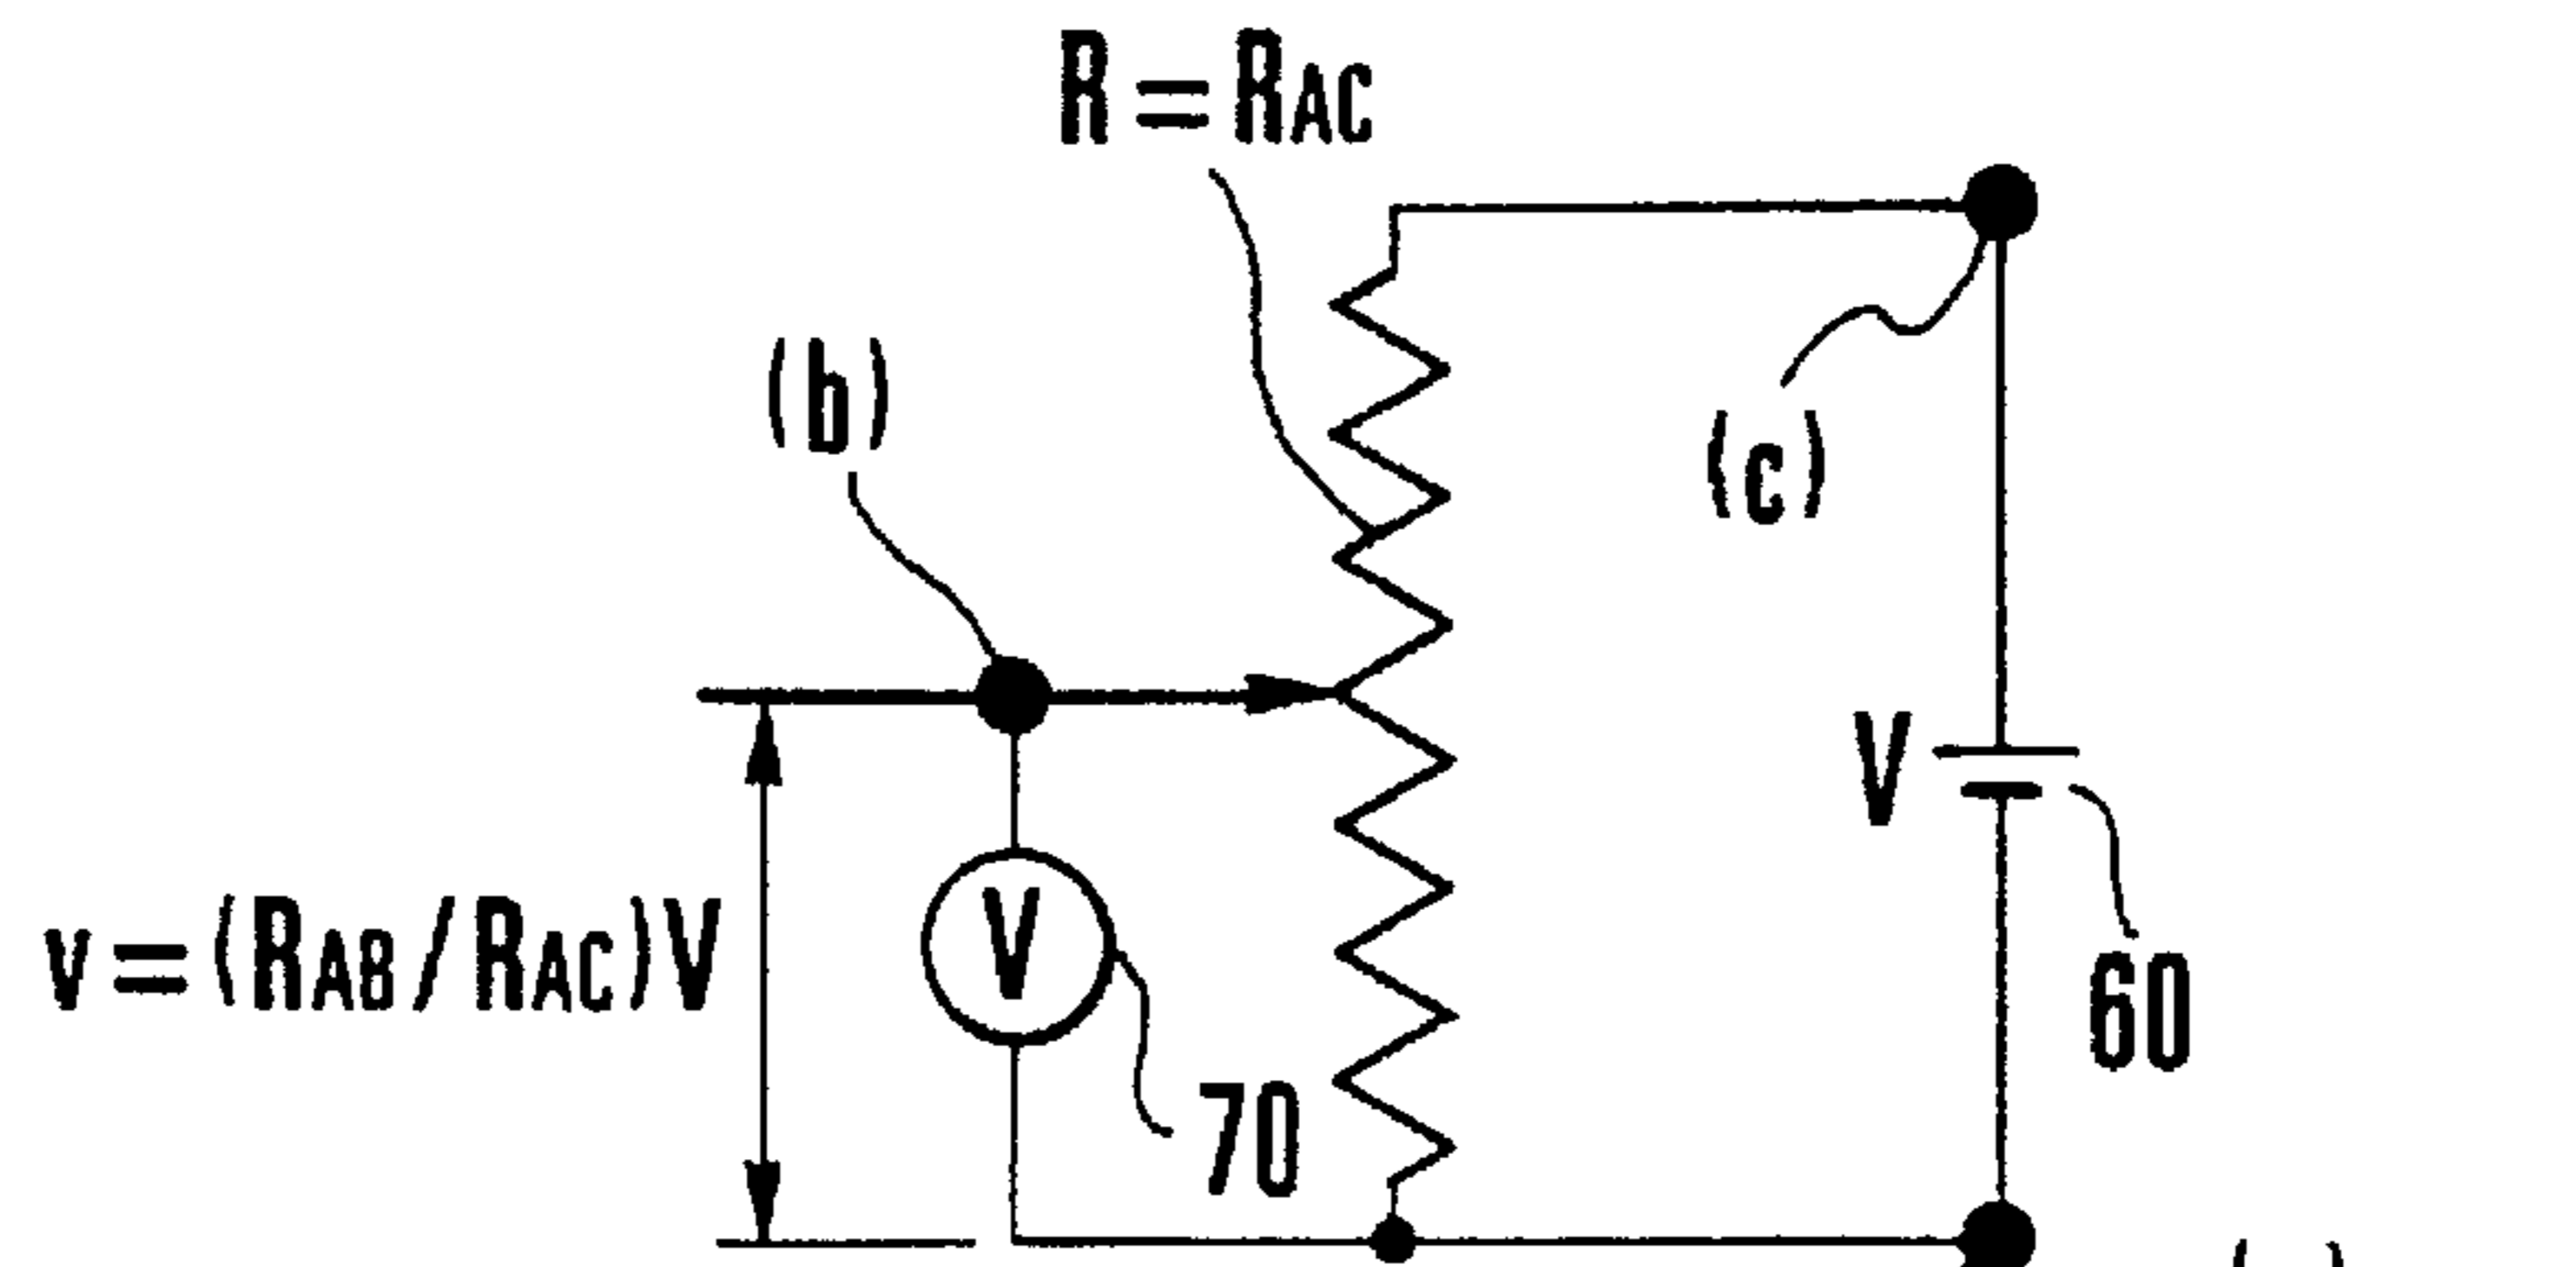 R = RAC
(b)
(c)
V
v = (RAB / RAC) V
V
60
70